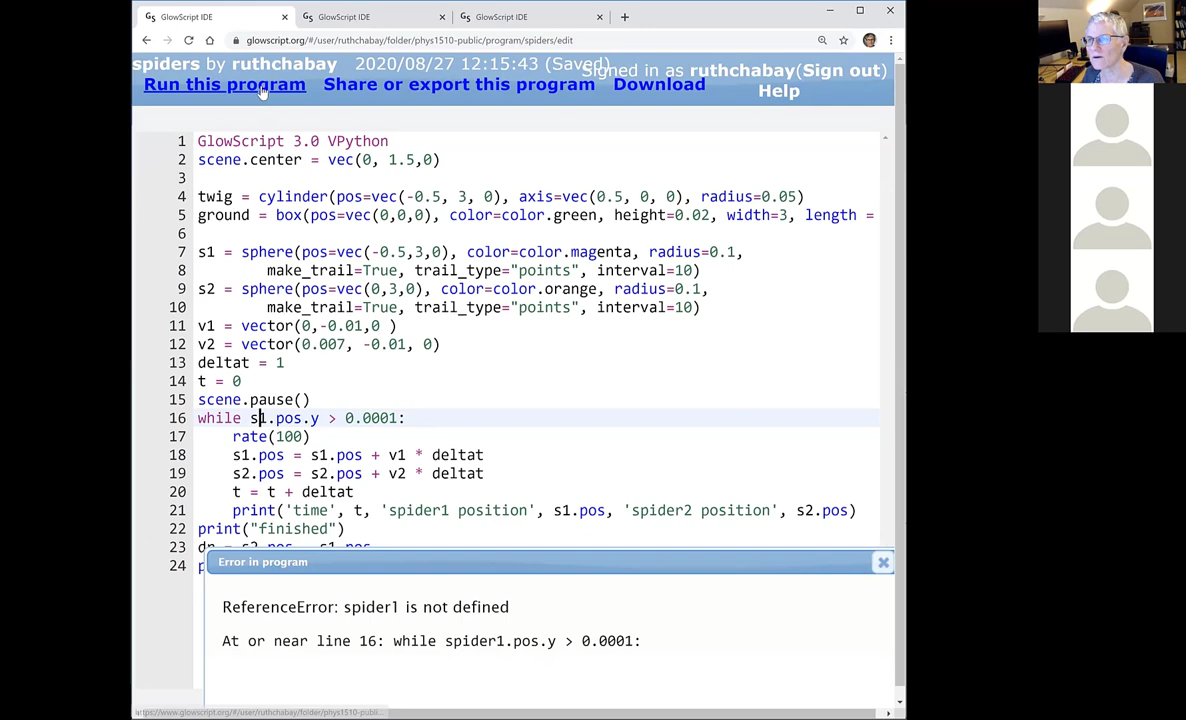 GlowScript IDE
GlowScript IDE
GlowScript IDE
glowscript.org/#/user/ruthchabay/folder/phys1510-public/program/spiders/edit
spiders by ruthchabay 2020/08/27 12:15:43 (Saved)
Signed in as ruthchabay(Sign out)
Run this program Share or export this program Download Help
1 GlowScript 3.0 VPython
2 scene.center = vec(0, 1.5,0)
3
4 twig = cylinder(pos=vec(-0.5, 3, 0), axis=vec(0.5, 0, 0), radius=0.05)
5 ground = box(pos=vec(0,0,0), color=color.green, height=0.02, width=3, length =
6
7 s1 = sphere(pos=vec(-0.5,3,0), color=color.magenta, radius=0.1,
8 make_trail=True, trail_type="points", interval=10)
9 s2 = sphere(pos=vec(0,3,0), color=color.orange, radius=0.1,
10 make_trail=True, trail_type="points", interval=10)
11 v1 = vector(0,-0.01,0 )
12 v2 = vector(0.007, -0.01, 0)
13 deltat = 1
14 t = 0
15 scene.pause()
16 while s1.pos.y > 0.0001:
17 rate(100)
18 s1.pos = s1.pos + v1 * deltat
19 s2.pos = s2.pos + v2 * deltat
20 t = t + deltat
21 print('time', t, 'spider1 position', s1.pos, 'spider2 position', s2.pos)
22 print("finished")
23
24
Error in program
ReferenceError: spider1 is not defined
At or near line 16: while spider1.pos.y > 0.0001:
https://www.glowscript.org/#/user/ruthchabay/folder/phys1510-publi...